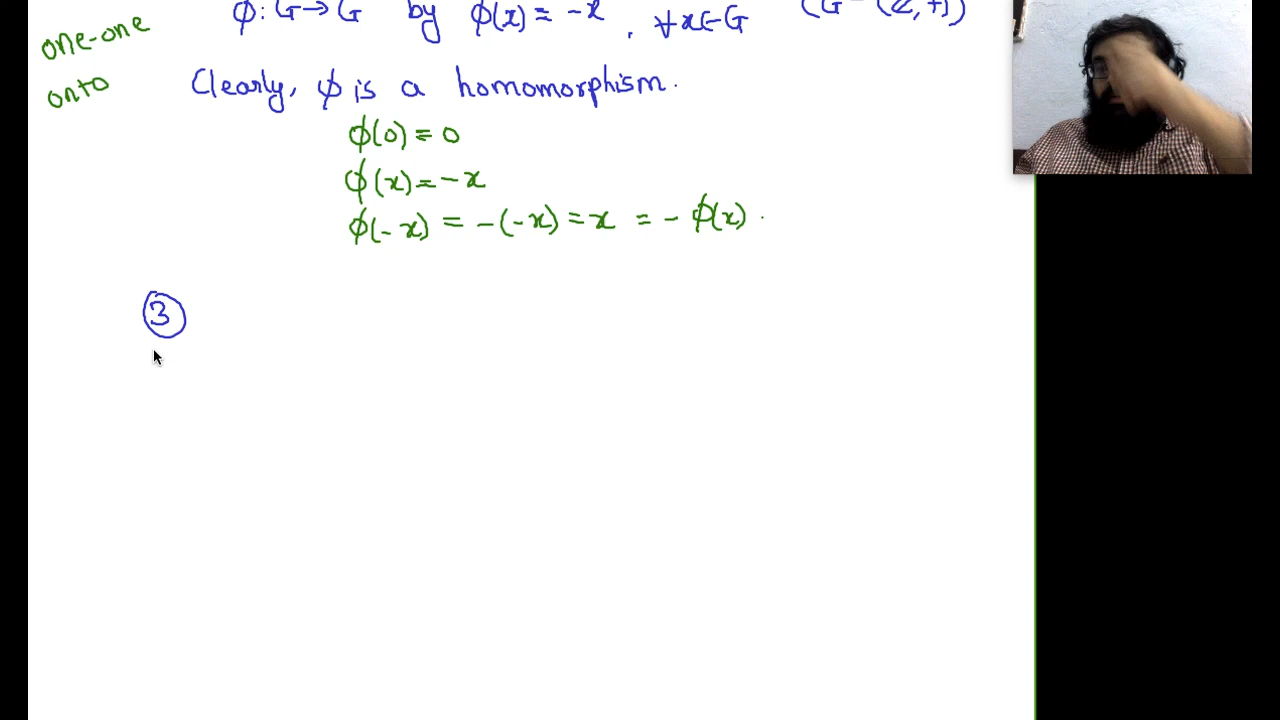 one-one
φ: G→G by φ(x) = -x, ∀x∈G (G = (ℤ, +))
onto
Clearly, φ is a homomorphism.
φ(0) = 0
φ(x) = -x
φ(-x) = -(-x) = x = -φ(x).
③